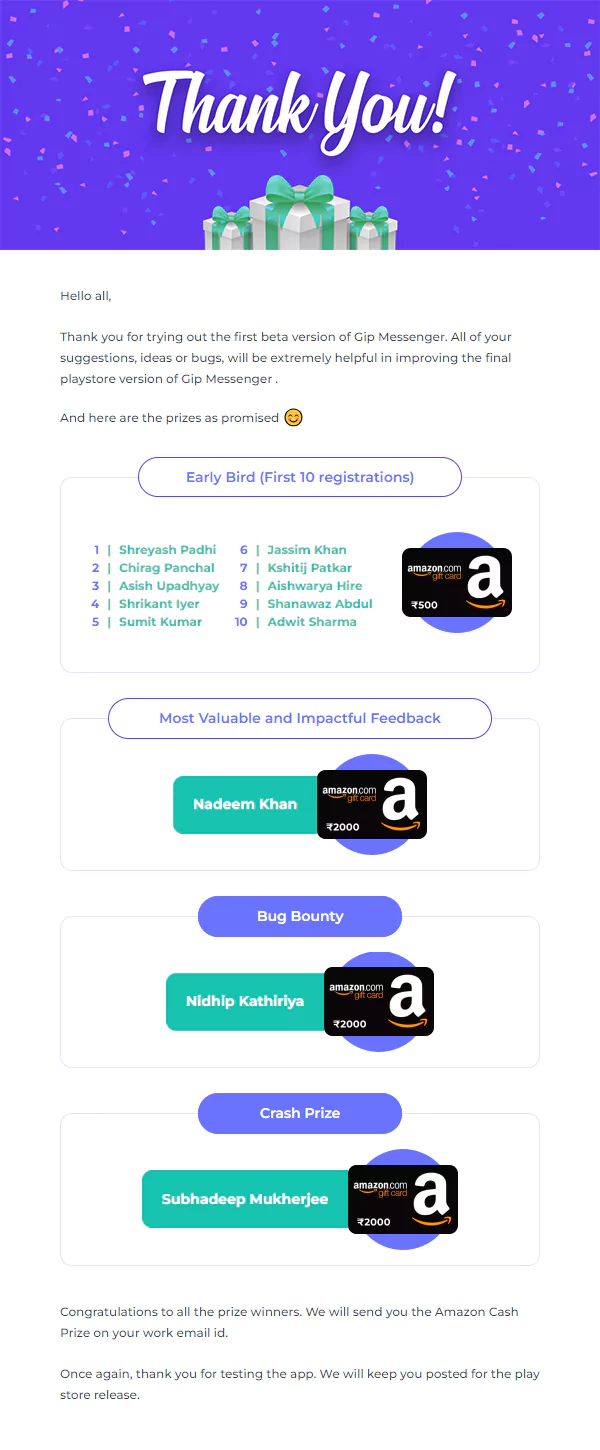 Thank You!
Hello all,
Thank you for trying out the first beta version of Gip Messenger. All of your
suggestions, ideas or bugs, will be extremely helpful in improving the final
playstore version of Gip Messenger .
And here are the prizes as promised 😊
Early Bird (First 10 registrations)
1 | Shreyash Padhi
2 | Chirag Panchal
3 | Asish Upadhyay
4 | Shrikant Iyer
5 | Sumit Kumar
6 | Jassim Khan
7 | Kshitij Patkar
8 | Aishwarya Hire
9 | Shanawaz Abdul
10 | Adwit Sharma
amazon.com
gift card
a
₹500
Most Valuable and Impactful Feedback
Nadeem Khan
amazon.com
gift card
a
₹2000
Bug Bounty
Nidhip Kathiriya
amazon.com
gift card
a
₹2000
Crash Prize
Subhadeep Mukherjee
amazon.com
gift card
a
₹2000
Congratulations to all the prize winners. We will send you the Amazon Cash
Prize on your work email id.
Once again, thank you for testing the app. We will keep you posted for the play
store release.